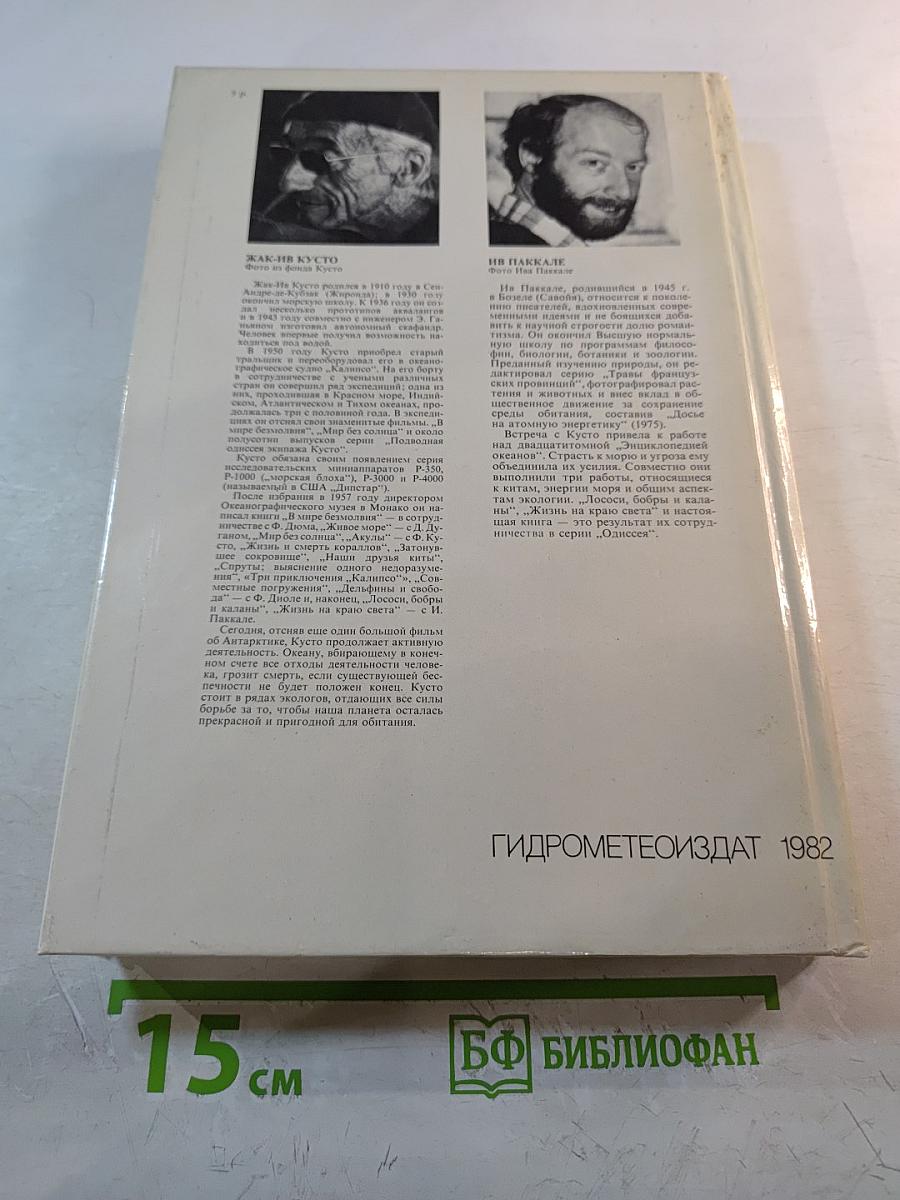 9 р.
ЖАК-ИВ КУСТО
Фото из фонда Кусто
Жак-Ив Кусто родился в 1910 году в Сен-
Андре-де-Кубзак (Жиронда); в 1930 году
окончил морскую школу. К 1936 году он соз-
дал несколько прототипов аквалангов
и в 1943 году совместно с инженером Э. Га-
ньяном изготовил автономный скафандр.
Человек впервые получил возможность на-
ходиться под водой.
В 1950 году Кусто приобрел старый
тральщик и переоборудовал его в океано-
графическое судно „Калипсо“. На его борту
в сотрудничестве с учеными различных
стран он совершил ряд экспедиций; одна из
них, проходившая в Красном море, Индий-
ском, Атлантическом и Тихом океанах, про-
должалась три с половиной года. В экспеди-
циях он отснял свои знаменитые фильмы. „В
мире безмолвия“, „Мир без солнца“ и около
полусотни выпусков серии „Подводная
одиссея экипажа Кусто“.
Кусто обязана своим появлением серия
исследовательских миниаппаратов Р-350,
Р-1000 („морская блоха“), Р-3000 и Р-4000
(называемый в США „Дипстар“).
После избрания в 1957 году директором
Океанографического музея в Монако он на-
писал книги „В мире безмолвия“ — в сотруд-
ничестве с Ф. Дюма, „Живое море“ — с Д. Ду-
ганом, „Мир без солнца“, „Акулы“ — с Ф. Ку-
сто, „Жизнь и смерть кораллов“, „Затонув-
шее сокровище“, „Наши друзья киты“,
„Спруты; выяснение одного недоразуме-
ния“, «Три приключения „Калипсо“», „Сов-
местные погружения“, „Дельфины и свобо-
да“ — с Ф. Диоле и, наконец, „Лососи, бобры
и каланы“, „Жизнь на краю света“ — с И.
Паккале.
Сегодня, отсняв еще один большой фильм
об Антарктике, Кусто продолжает активную
деятельность. Океану, вбирающему в конеч-
ном счете все отходы деятельности челове-
ка, грозит смерть, если существующей бес-
печности не будет положен конец. Кусто
стоит в рядах экологов, отдающих все силы
борьбе за то, чтобы наша планета осталась
прекрасной и пригодной для обитания.
ИВ ПАККАЛЕ
Фото Ива Паккале
Ив Паккале, родившийся в 1945 г.
в Бозеле (Савойя), относится к поколе-
нию писателей, вдохновленных совре-
менными идеями и не боящихся доба-
вить к научной строгости долю роман-
тизма. Он окончил Высшую нормаль-
ную школу по программам филосо-
фии, биологии, ботаники и зоологии.
Преданный изучению природы, он ре-
дактировал серию „Травы француз-
ских провинций“, фотографировал рас-
тения и животных и внес вклад в об-
щественное движение за сохранение
среды обитания, составив „Досье
на атомную энергетику“ (1975).
Встреча с Кусто привела к работе
над двадцатитомной „Энциклопедией
океанов“. Страсть к морю и угроза ему
объединила их усилия. Совместно они
выполнили три работы, относящиеся
к китам, энергии моря и общим аспек-
там экологии. „Лососи, бобры и кала-
ны“, „Жизнь на краю света“ и настоя-
щая книга — это результат их сотруд-
ничества в серии „Одиссея“.
ГИДРОМЕТЕОИЗДАТ 1982
15 см
БФ БИБЛИОФАН